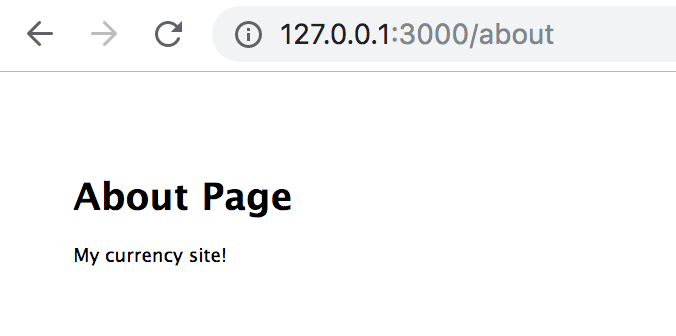 127.0.0.1:3000/about
About Page
My currency site!